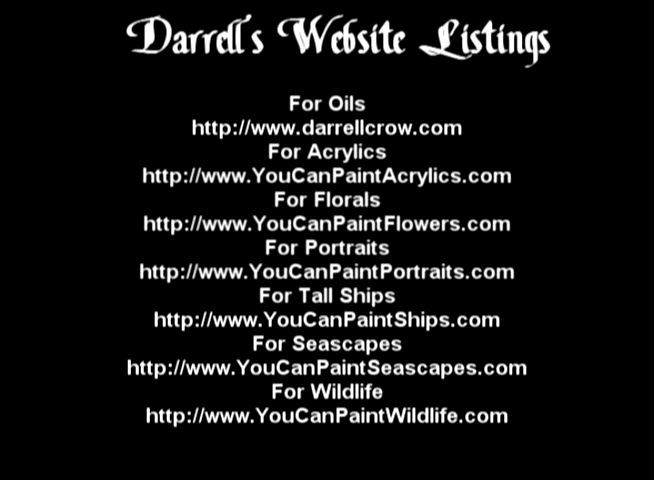 Darrell's Website Listings
For Oils
http://www.darrellcrow.com
For Acrylics
http://www.YouCanPaintAcrylics.com
For Florals
http://www.YouCanPaintFlowers.com
For Portraits
http://www.YouCanPaintPortraits.com
For Tall Ships
http://www.YouCanPaintShips.com
For Seascapes
http://www.YouCanPaintSeascapes.com
For Wildlife
http://www.YouCanPaintWildlife.com